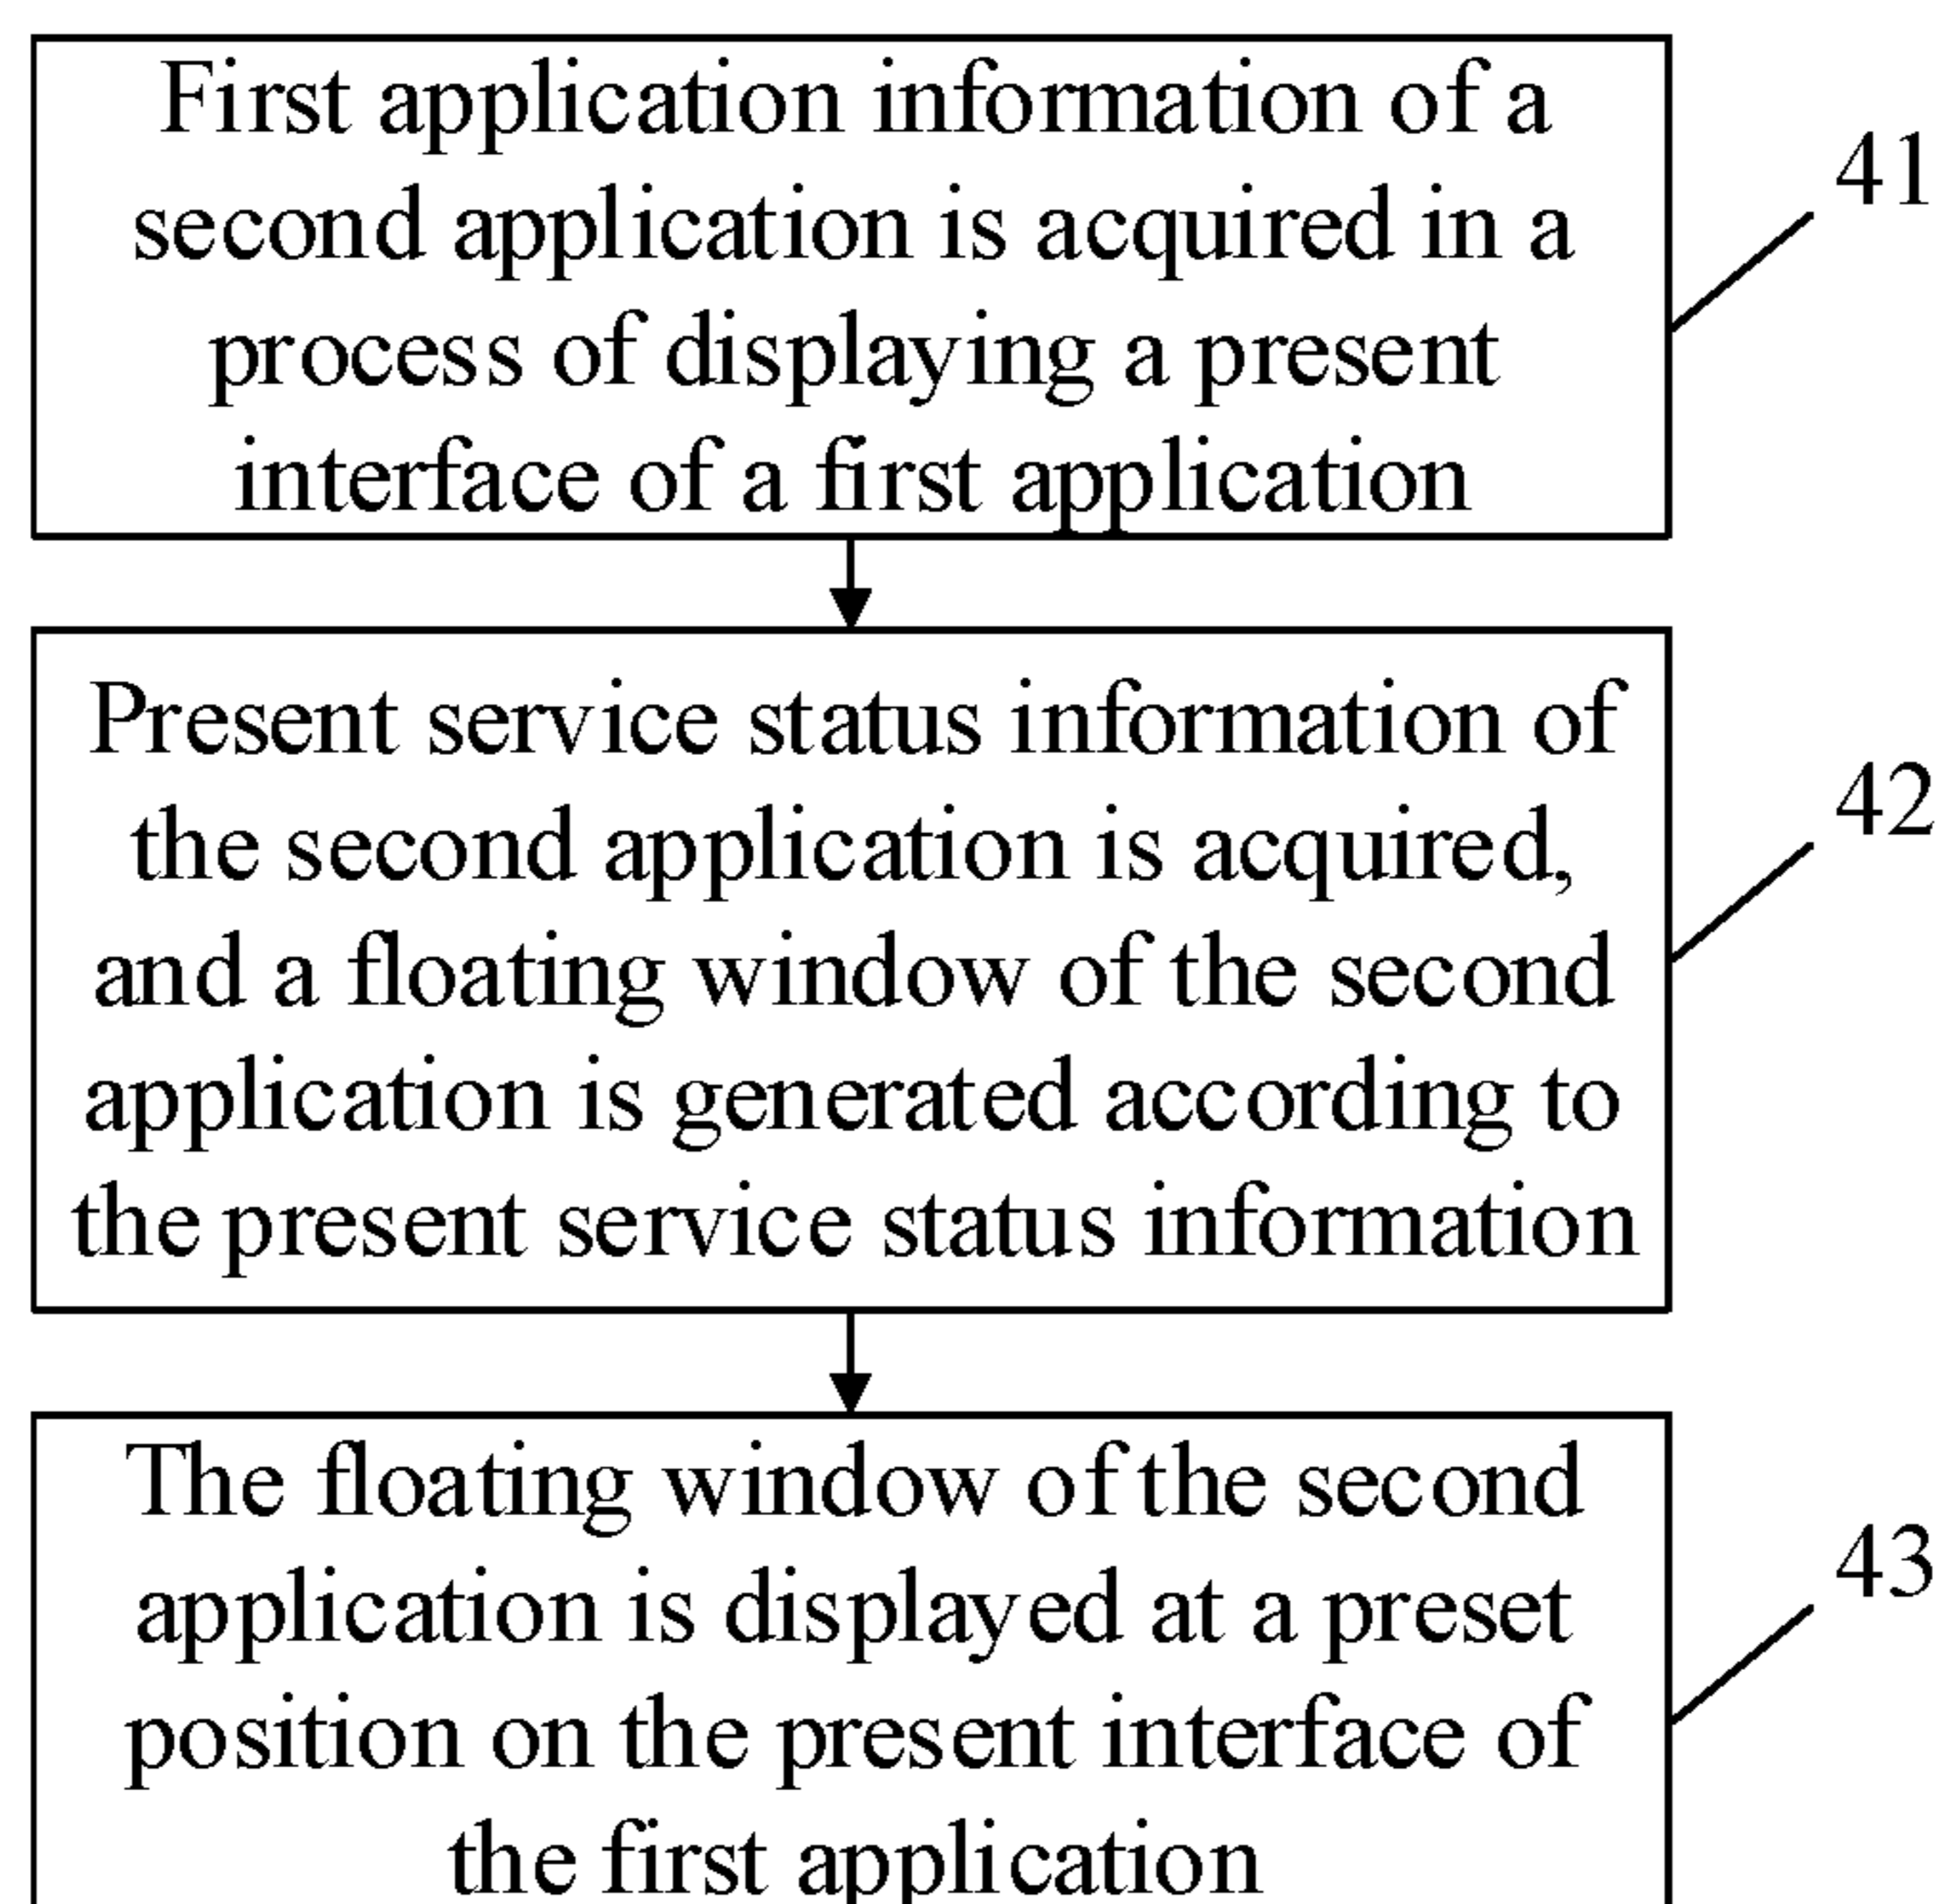 First application information of a
second application is acquired in a
process of displaying a present
interface of a first application
41
Present service status information of
the second application is acquired,
and a floating window of the second
application is generated according to
the present service status information
42
The floating window of the second
application is displayed at a preset
position on the present interface of
the first application
43